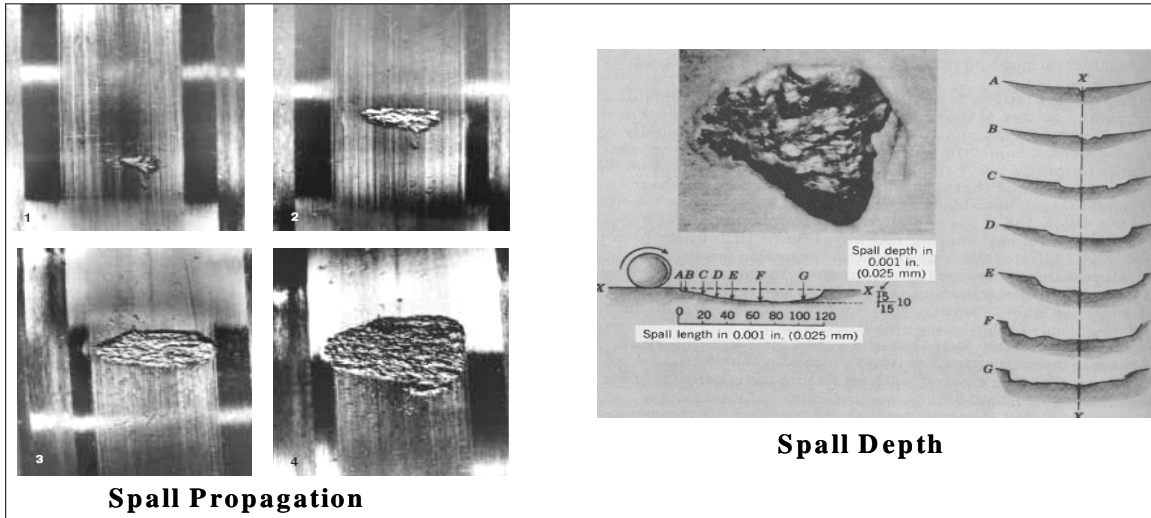 1
2
3
4
Spall Propagation
Spall depth in
0.001 in.
(0.025 mm)
X A B C D E F G X
5
15 10
0 20 40 60 80 100 120
Spall length in 0.001 in. (0.025 mm)
A
X
B
C
D
E
F
G
X
Spall Depth